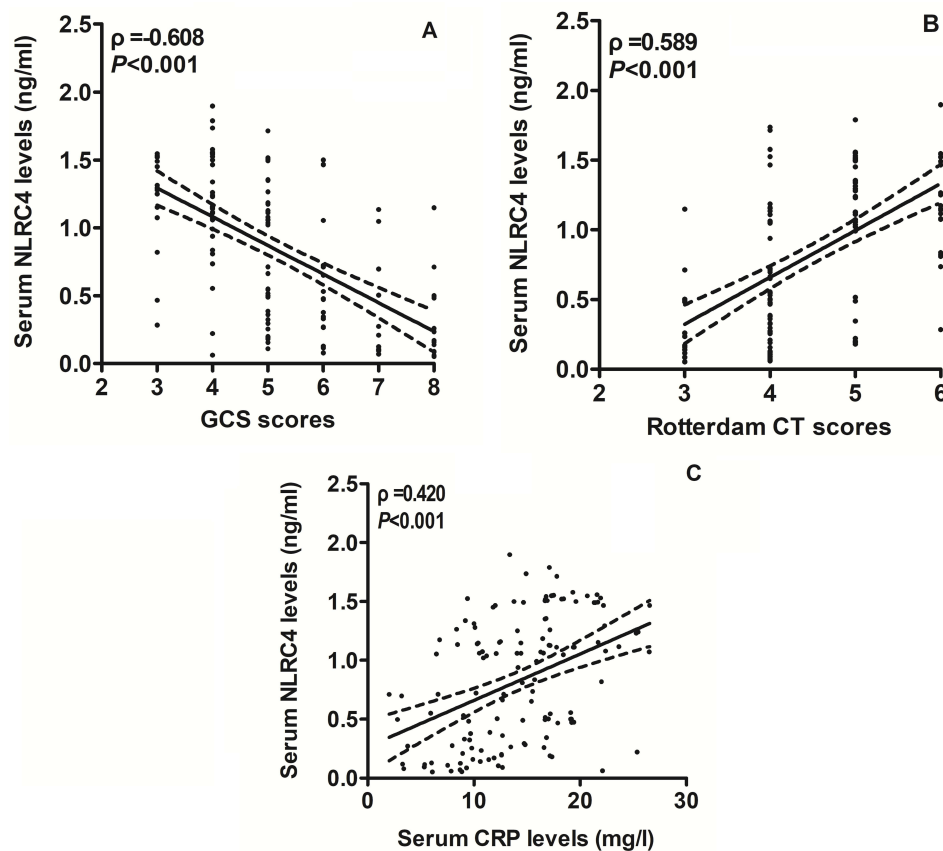 A
ρ =-0.608
P<0.001
Serum NLRC4 levels (ng/ml)
2.5
2.0
1.5
1.0
0.5
0.0
2 3 4 5 6 7 8
GCS scores
B
ρ =0.589
P<0.001
Serum NLRC4 levels (ng/ml)
2.5
2.0
1.5
1.0
0.5
0.0
2 3 4 5 6
Rotterdam CT scores
C
ρ =0.420
P<0.001
Serum NLRC4 levels (ng/ml)
2.5
2.0
1.5
1.0
0.5
0.0
0 10 20 30
Serum CRP levels (mg/l)